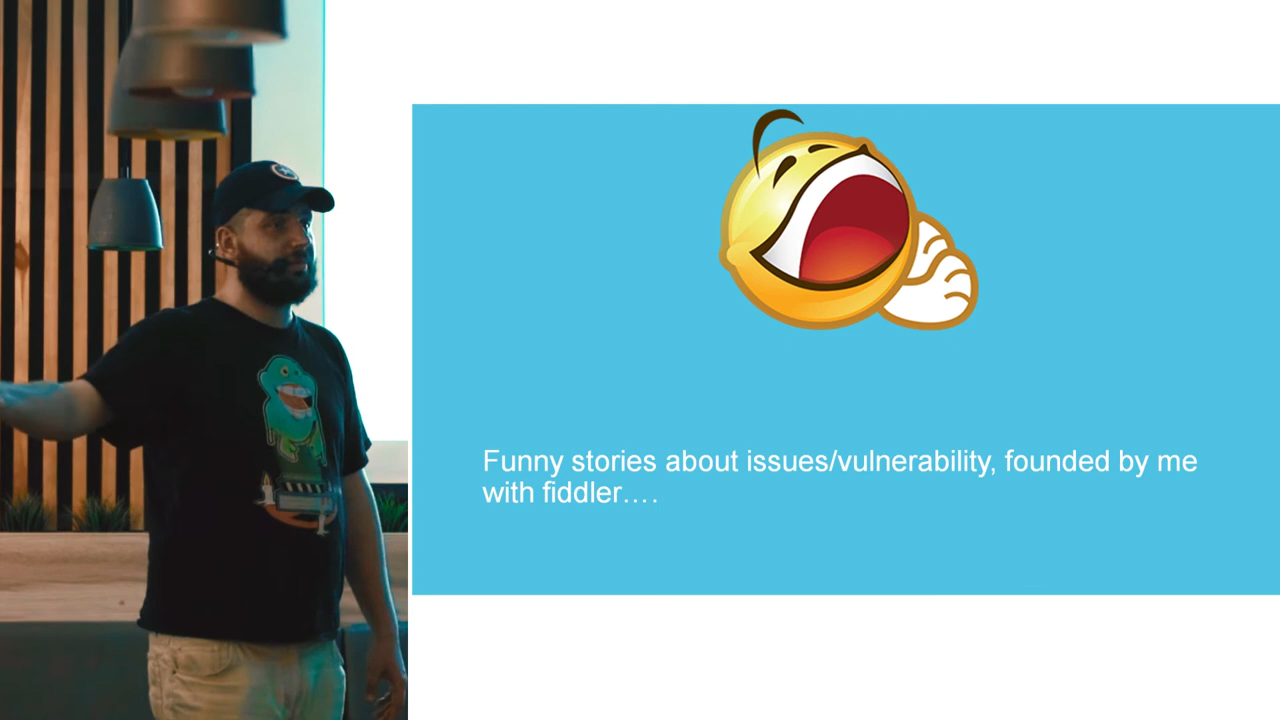 Funny stories about issues/vulnerability, founded by me
with fiddler….